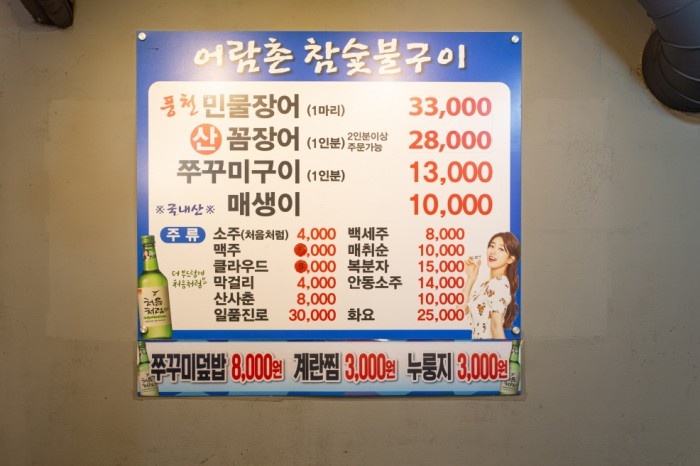 어람촌 참숯불구이
풍천 민물장어 (1마리) 33,000
산 꼼장어 (1인분) 2인분이상 주문가능 28,000
쭈꾸미구이 (1인분) 13,000
※국내산※ 매생이 10,000
주류 소주(처음처럼) 4,000 백세주 8,000
맥주 ,000 매취순 10,000
클라우드 ,000 복분자 15,000
막걸리 4,000 안동소주 14,000
산사춘 8,000 10,000
일품진로 30,000 화요 25,000
처음처럼
쭈꾸미덮밥 8,000원 계란찜 3,000원 누룽지 3,000원